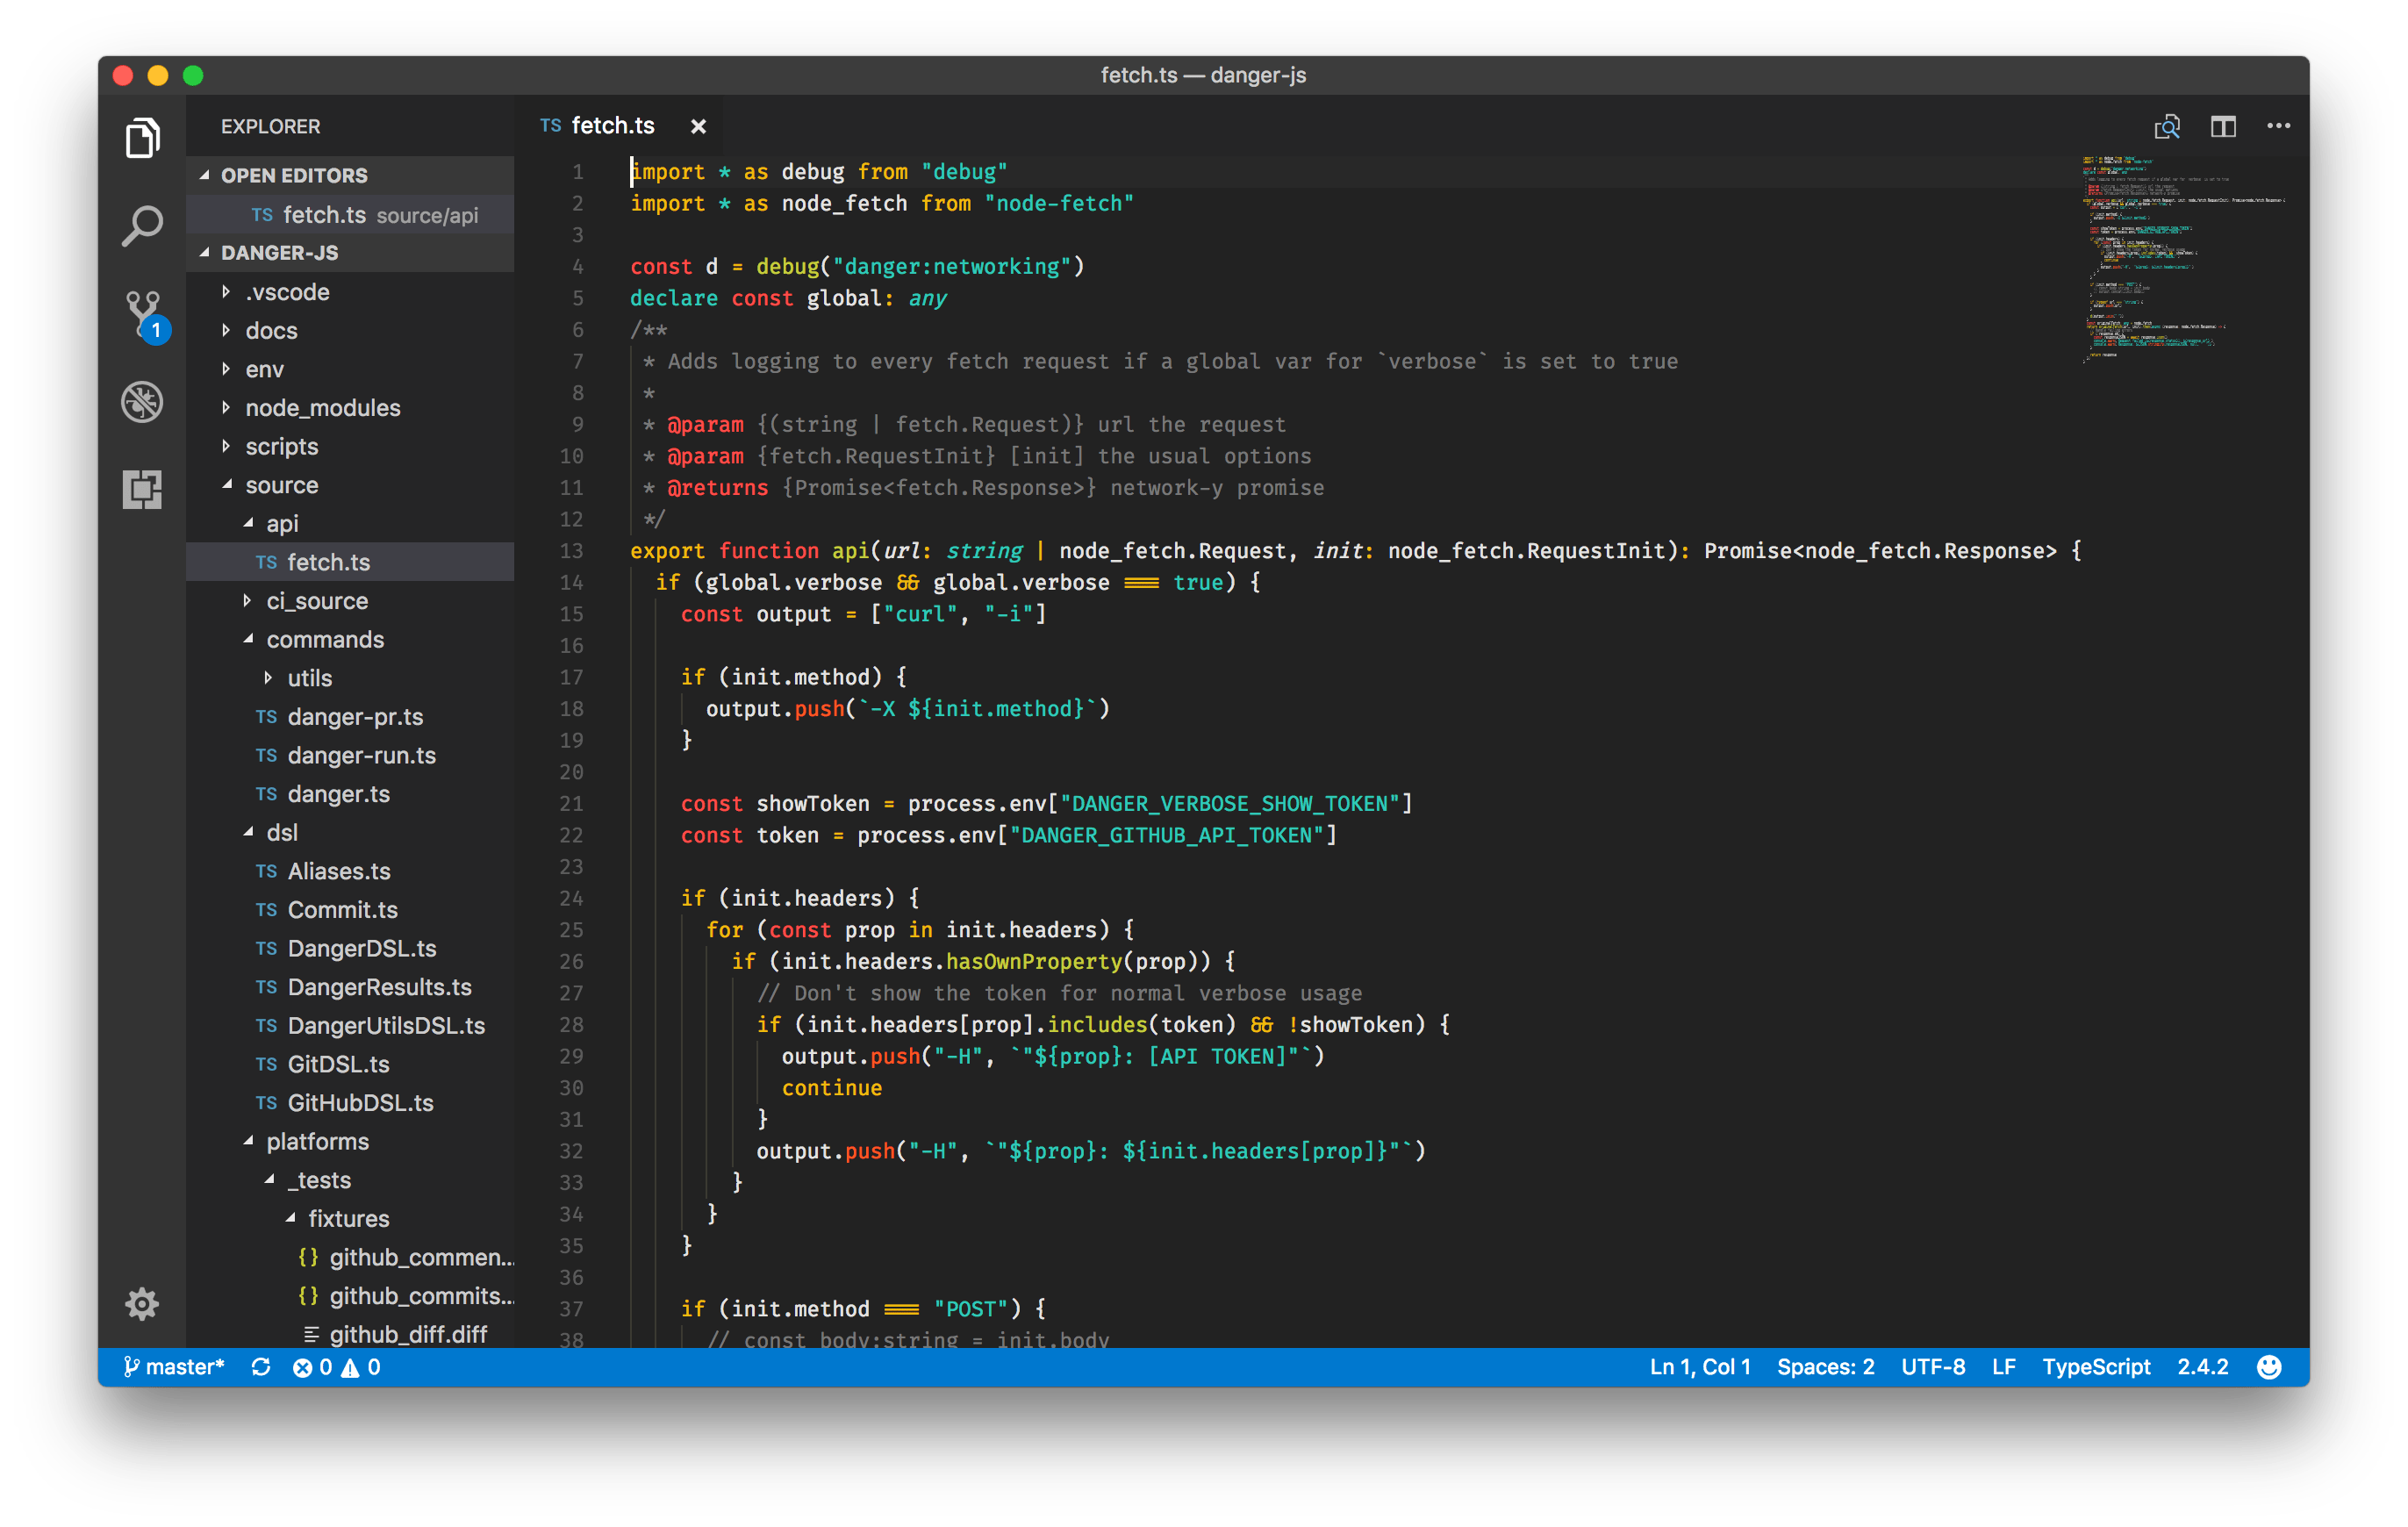 fetch.ts — danger-js
EXPLORER
OPEN EDITORS
TS fetch.ts source/api
DANGER-JS
.vscode
docs
env
node_modules
scripts
source
api
TS fetch.ts
ci_source
commands
utils
TS danger-pr.ts
TS danger-run.ts
TS danger.ts
dsl
TS Aliases.ts
TS Commit.ts
TS DangerDSL.ts
TS DangerResults.ts
TS DangerUtilsDSL.ts
TS GitDSL.ts
TS GitHubDSL.ts
platforms
_tests
fixtures
{} github_commen...
{} github_commits...
github_diff.diff
1
TS fetch.ts ×
1 import * as debug from "debug"
2 import * as node_fetch from "node-fetch"
3
4 const d = debug("danger:networking")
5 declare const global: any
6 /**
7 * Adds logging to every fetch request if a global var for `verbose` is set to true
8 *
9 * @param {(string | fetch.Request)} url the request
10 * @param {fetch.RequestInit} [init] the usual options
11 * @returns {Promise<fetch.Response>} network-y promise
12 */
13 export function api(url: string | node_fetch.Request, init: node_fetch.RequestInit): Promise<node_fetch.Response> {
14 if (global.verbose && global.verbose === true) {
15 const output = ["curl", "-i"]
16
17 if (init.method) {
18 output.push(`-X ${init.method}`)
19 }
20
21 const showToken = process.env["DANGER_VERBOSE_SHOW_TOKEN"]
22 const token = process.env["DANGER_GITHUB_API_TOKEN"]
23
24 if (init.headers) {
25 for (const prop in init.headers) {
26 if (init.headers.hasOwnProperty(prop)) {
27 // Don't show the token for normal verbose usage
28 if (init.headers[prop].includes(token) && !showToken) {
29 output.push("-H", `"${prop}: [API TOKEN]"`)
30 continue
31 }
32 output.push("-H", `"${prop}: ${init.headers[prop]}"`)
33 }
34 }
35 }
36
37 if (init.method === "POST") {
38 // const body:string = init.body
master* 0 0
Ln 1, Col 1 Spaces: 2 UTF-8 LF TypeScript 2.4.2